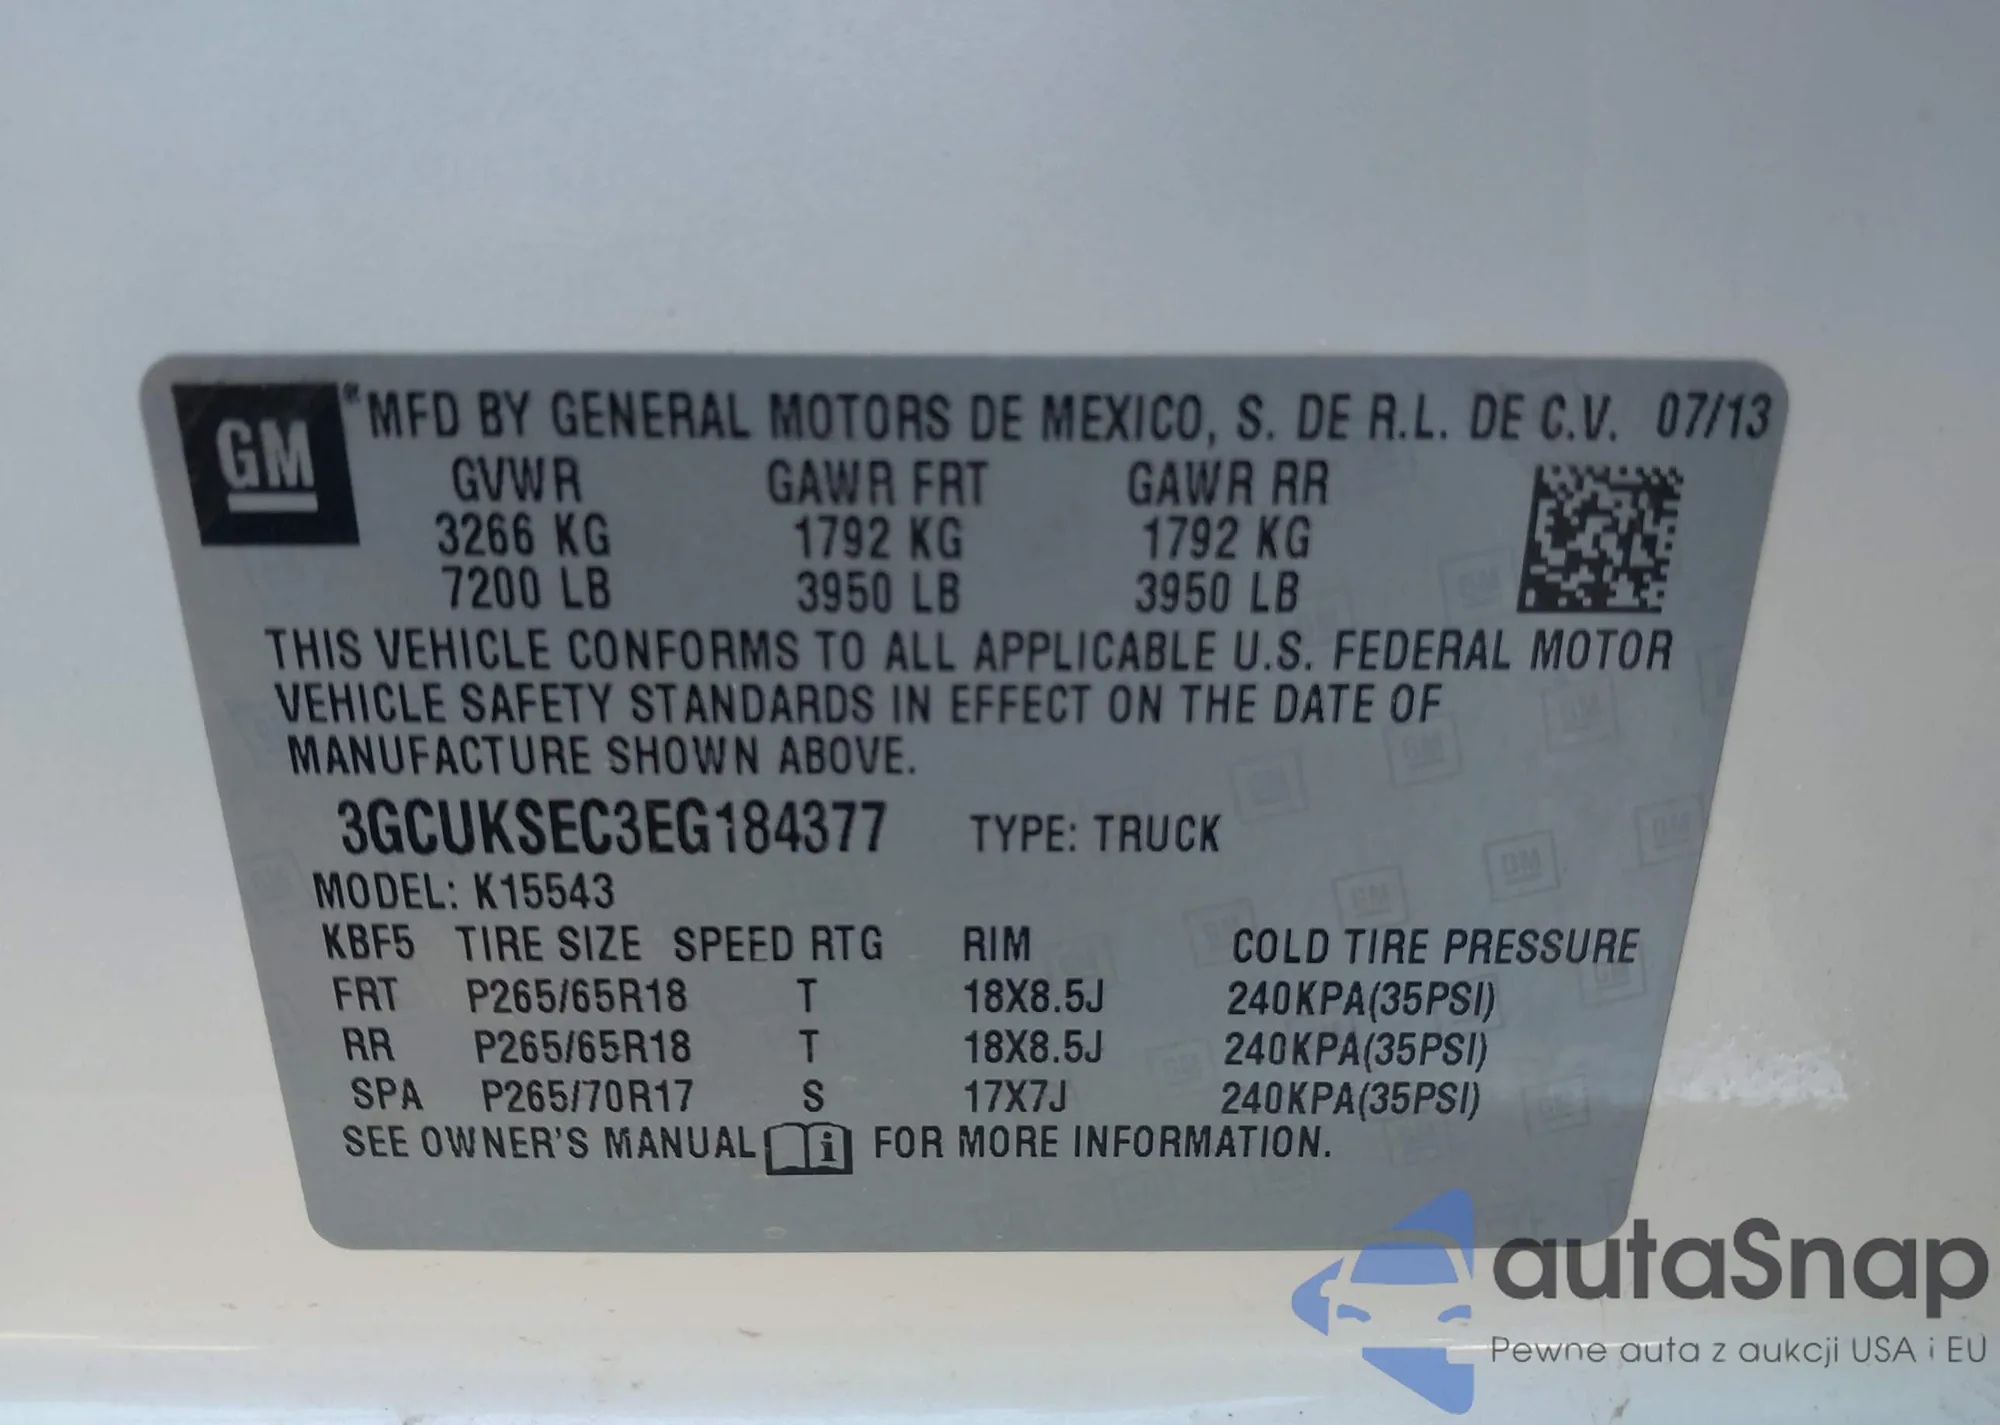 GM
® MFD BY GENERAL MOTORS DE MEXICO, S. DE R.L. DE C.V. 07/13
GVWR GAWR FRT GAWR RR
3266 KG 1792 KG 1792 KG
7200 LB 3950 LB 3950 LB
THIS VEHICLE CONFORMS TO ALL APPLICABLE U.S. FEDERAL MOTOR
VEHICLE SAFETY STANDARDS IN EFFECT ON THE DATE OF
MANUFACTURE SHOWN ABOVE.
3GCUKSEC3EG184377 TYPE: TRUCK
MODEL: K15543
KBF5 TIRE SIZE SPEED RTG RIM COLD TIRE PRESSURE
FRT P265/65R18 T 18X8.5J 240KPA(35PSI)
RR P265/65R18 T 18X8.5J 240KPA(35PSI)
SPA P265/70R17 S 17X7J 240KPA(35PSI)
SEE OWNER'S MANUAL i FOR MORE INFORMATION.
autaSnap
Pewne auta z aukcji USA i EU